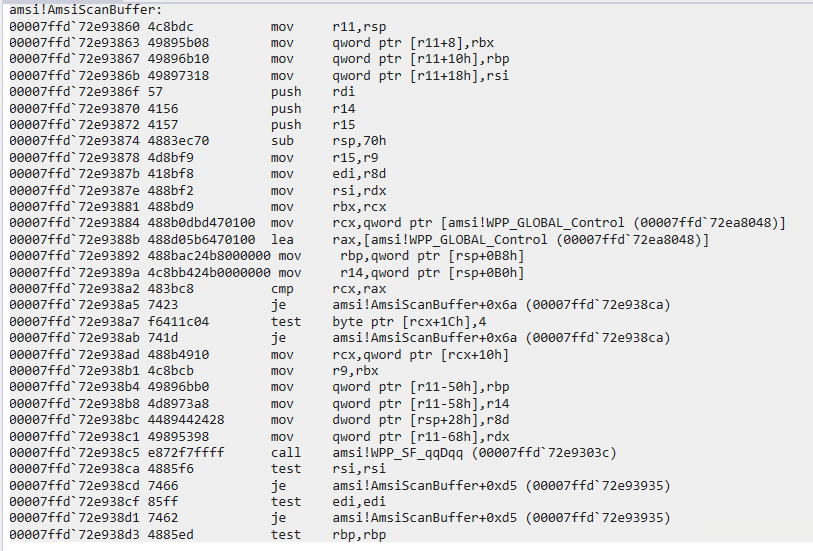 amsi!AmsiScanBuffer:
00007ffd`72e93860 4c8bdc          mov     r11,rsp
00007ffd`72e93863 49895b08        mov     qword ptr [r11+8],rbx
00007ffd`72e93867 49896b10        mov     qword ptr [r11+10h],rbp
00007ffd`72e9386b 49897318        mov     qword ptr [r11+18h],rsi
00007ffd`72e9386f 57              push    rdi
00007ffd`72e93870 4156            push    r14
00007ffd`72e93872 4157            push    r15
00007ffd`72e93874 4883ec70        sub     rsp,70h
00007ffd`72e93878 4d8bf9          mov     r15,r9
00007ffd`72e9387b 418bf8          mov     edi,r8d
00007ffd`72e9387e 488bf2          mov     rsi,rdx
00007ffd`72e93881 488bd9          mov     rbx,rcx
00007ffd`72e93884 488b0dbd470100  mov     rcx,qword ptr [amsi!WPP_GLOBAL_Control (00007ffd`72ea8048)]
00007ffd`72e9388b 488d05b6470100  lea     rax,[amsi!WPP_GLOBAL_Control (00007ffd`72ea8048)]
00007ffd`72e93892 488bac24b8000000 mov     rbp,qword ptr [rsp+0B8h]
00007ffd`72e9389a 4c8bb424b0000000 mov     r14,qword ptr [rsp+0B0h]
00007ffd`72e938a2 483bc8          cmp     rcx,rax
00007ffd`72e938a5 7423            je      amsi!AmsiScanBuffer+0x6a (00007ffd`72e938ca)
00007ffd`72e938a7 f6411c04        test    byte ptr [rcx+1Ch],4
00007ffd`72e938ab 741d            je      amsi!AmsiScanBuffer+0x6a (00007ffd`72e938ca)
00007ffd`72e938ad 488b4910        mov     rcx,qword ptr [rcx+10h]
00007ffd`72e938b1 4c8bcb          mov     r9,rbx
00007ffd`72e938b4 49896bb0        mov     qword ptr [r11-50h],rbp
00007ffd`72e938b8 4d8973a8        mov     qword ptr [r11-58h],r14
00007ffd`72e938bc 4489442428      mov     dword ptr [rsp+28h],r8d
00007ffd`72e938c1 49895398        mov     qword ptr [r11-68h],rdx
00007ffd`72e938c5 e872f7ffff      call    amsi!WPP_SF_qqDqq (00007ffd`72e9303c)
00007ffd`72e938ca 4885f6          test    rsi,rsi
00007ffd`72e938cd 7466            je      amsi!AmsiScanBuffer+0xd5 (00007ffd`72e93935)
00007ffd`72e938cf 85ff            test    edi,edi
00007ffd`72e938d1 7462            je      amsi!AmsiScanBuffer+0xd5 (00007ffd`72e93935)
00007ffd`72e938d3 4885ed          test    rbp,rbp